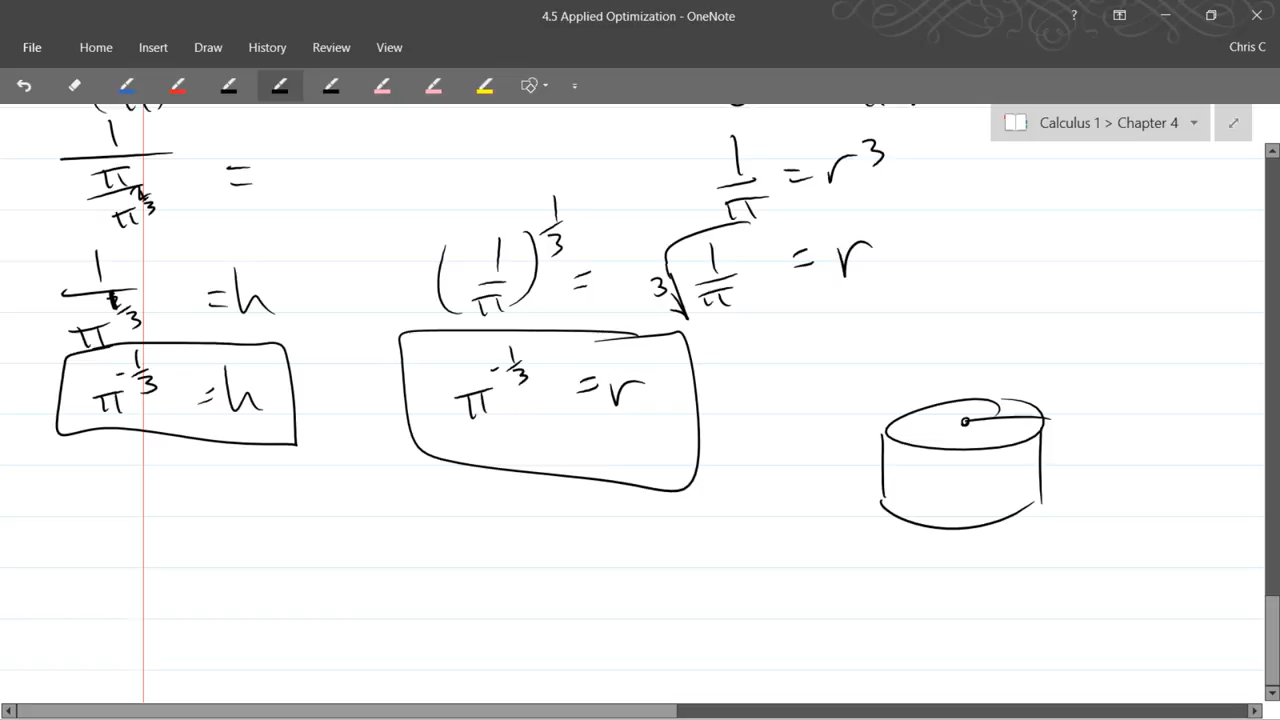 4.5 Applied Optimization - OneNote
?
File Home Insert Draw History Review View
Chris C
Calculus 1 > Chapter 4
1/(π/π^(2/3)) =
1/π^(1/3) = h
π^(-1/3) = h
(1/π)^(1/3) =
π^(-1/3) = r
1/π = r³
∛(1/π) = r